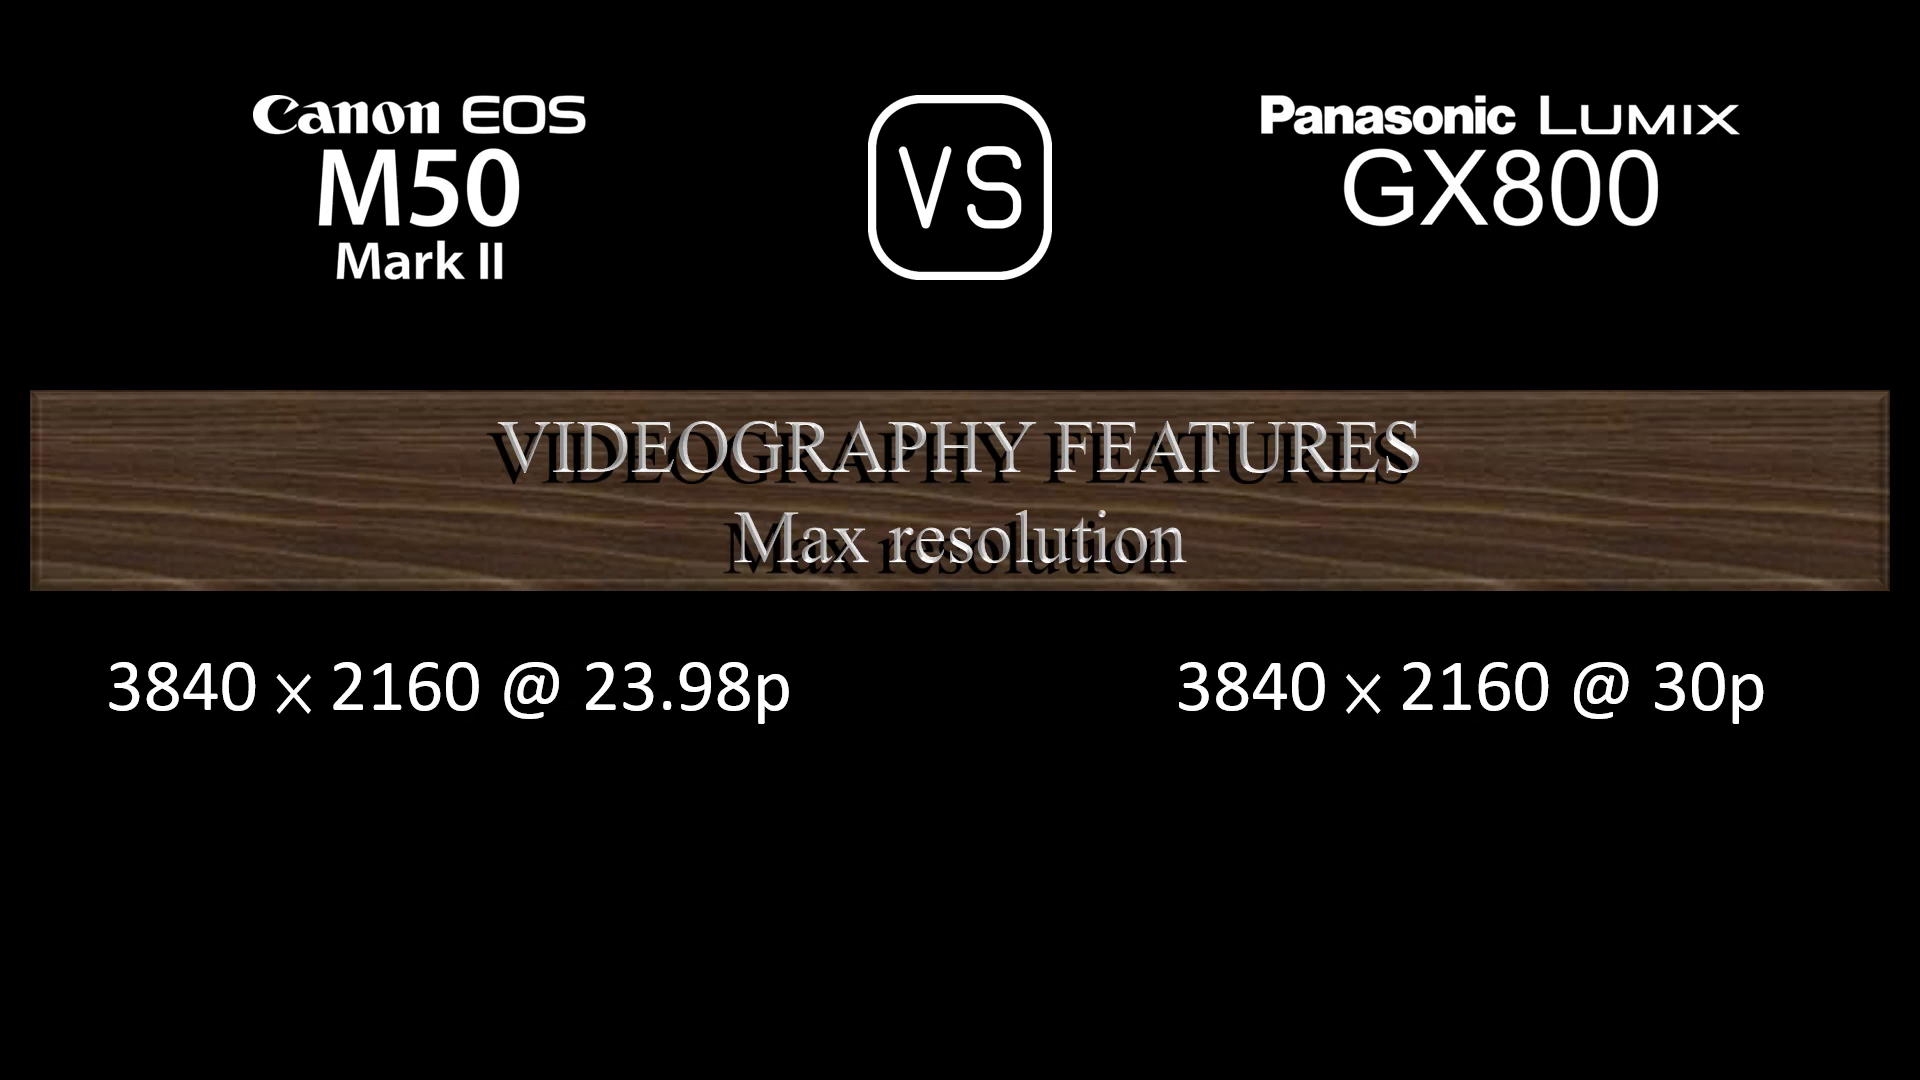 Canon EOS
M50
Mark II
VS
Panasonic LUMIX
GX800
VIDEOGRAPHY FEATURES
Max resolution
3840 x 2160 @ 23.98p
3840 x 2160 @ 30p